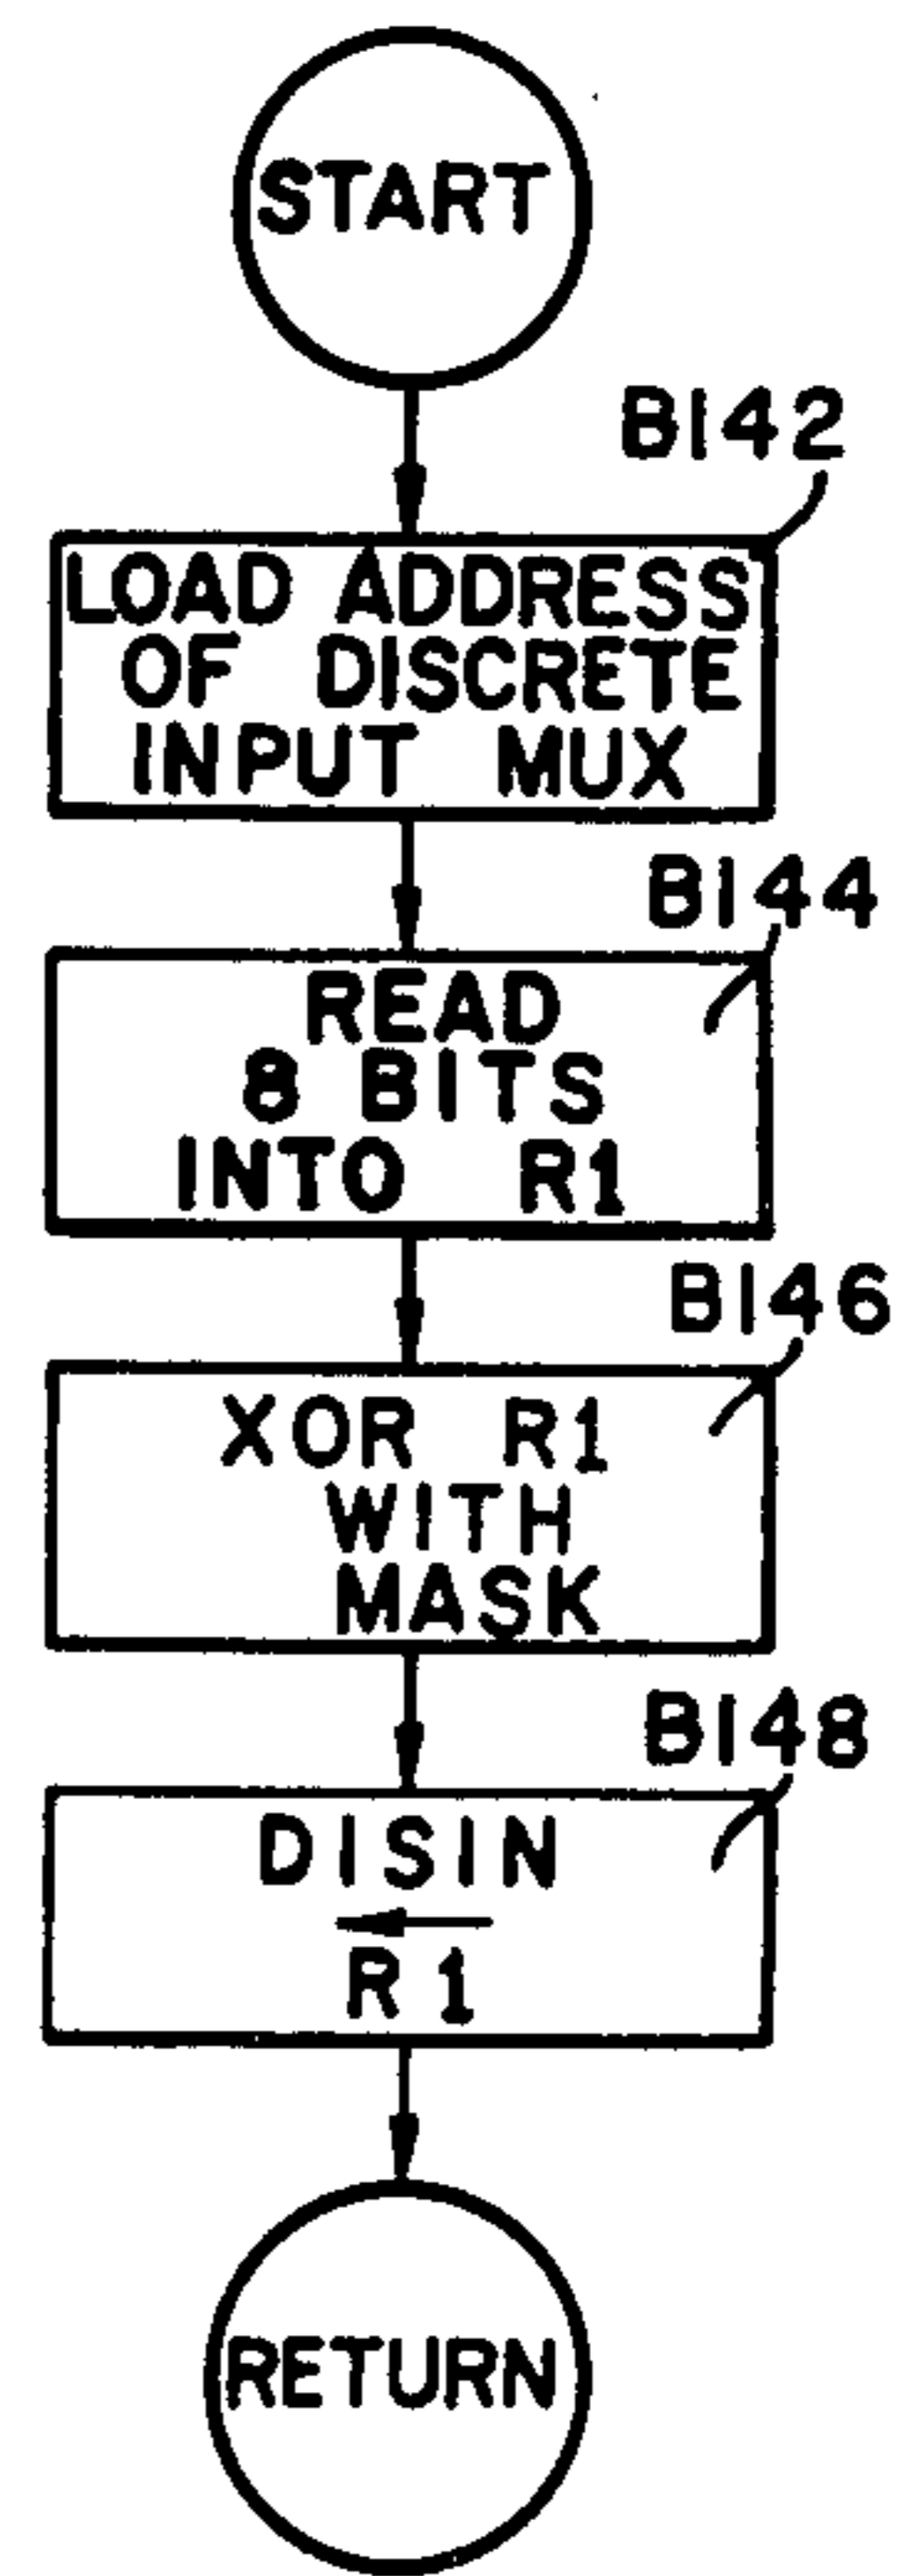 START
B142
LOAD ADDRESS
OF DISCRETE
INPUT MUX
B144
READ
8 BITS
INTO R1
B146
XOR R1
WITH
MASK
B148
DISIN
←
R1
RETURN